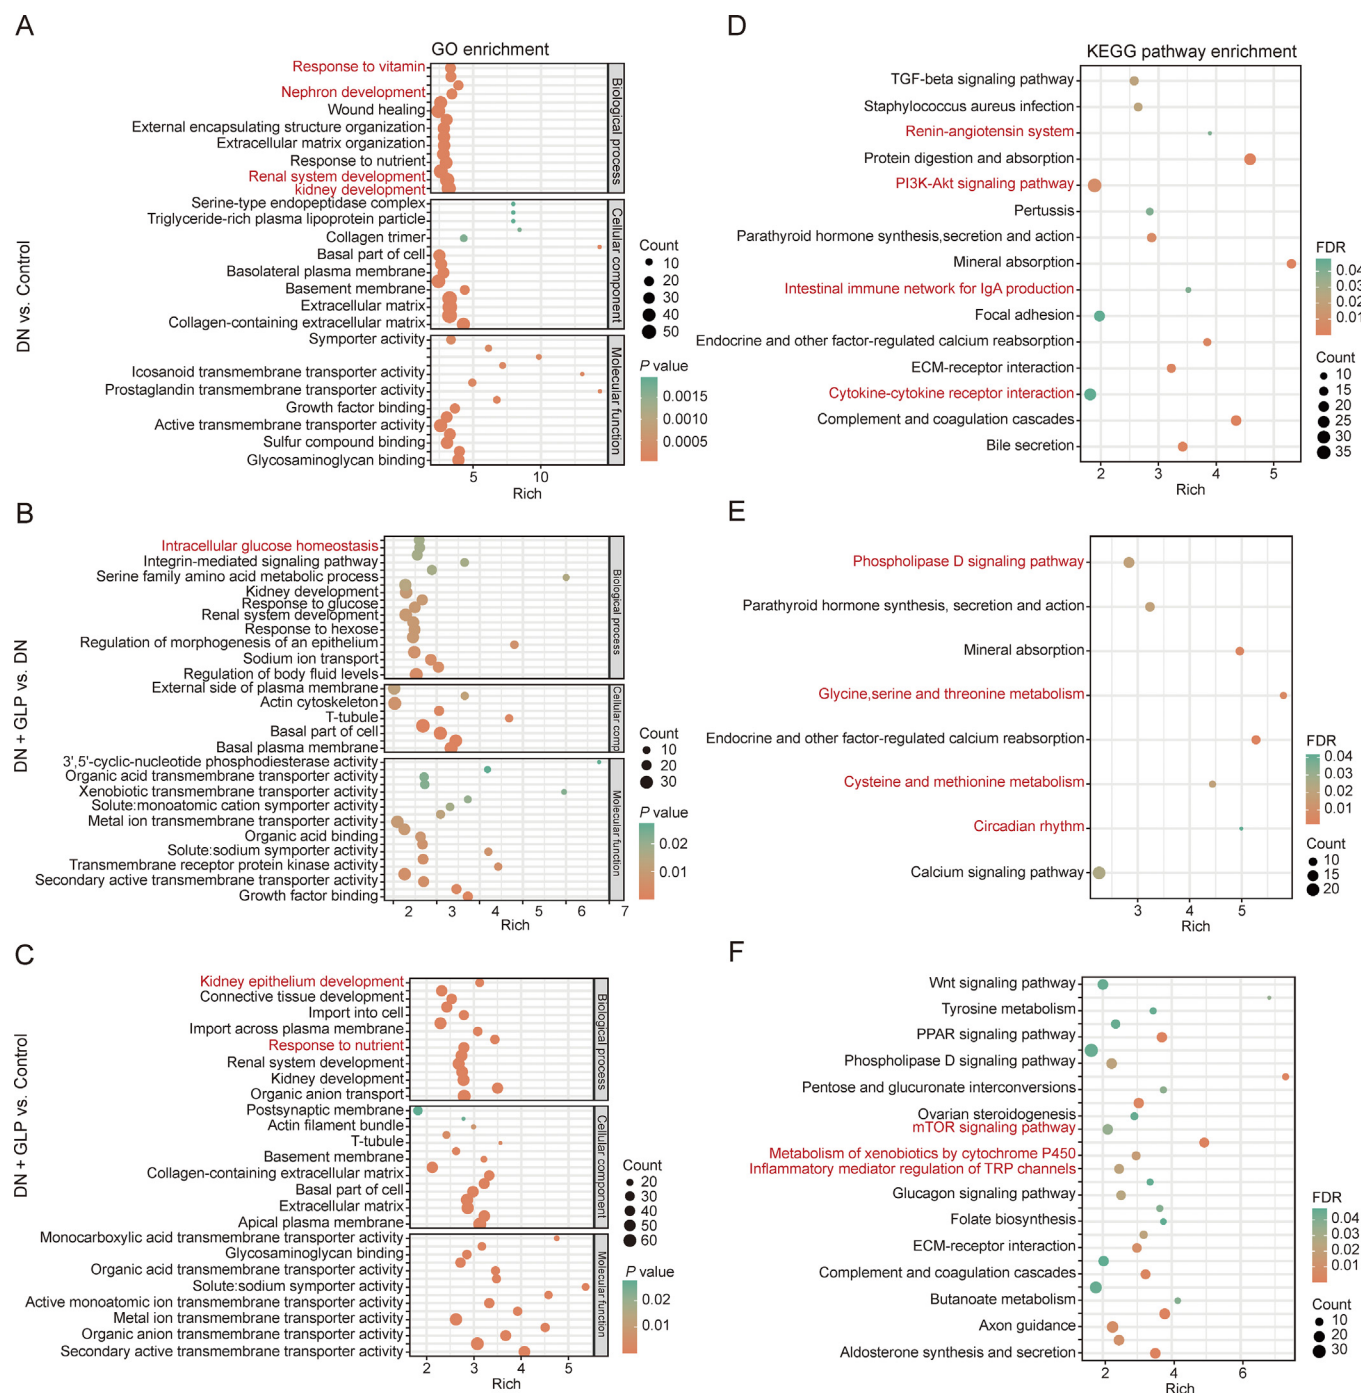 A
GO enrichment
DN vs. Control
Response to vitamin
Nephron development
Wound healing
External encapsulating structure organization
Extracellular matrix organization
Response to nutrient
Renal system development
kidney development
Biological process
Serine-type endopeptidase complex
Triglyceride-rich plasma lipoprotein particle
Collagen trimer
Basal part of cell
Basolateral plasma membrane
Basement membrane
Extracellular matrix
Collagen-containing extracellular matrix
Cellular component
Symporter activity
Icosanoid transmembrane transporter activity
Prostaglandin transmembrane transporter activity
Growth factor binding
Active transmembrane transporter activity
Sulfur compound binding
Glycosaminoglycan binding
Molecular function
5 10
Rich
Count
10
20
30
40
50
P value
0.0015
0.0010
0.0005
D
KEGG pathway enrichment
TGF-beta signaling pathway
Staphylococcus aureus infection
Renin-angiotensin system
Protein digestion and absorption
PI3K-Akt signaling pathway
Pertussis
Parathyroid hormone synthesis,secretion and action
Mineral absorption
Intestinal immune network for IgA production
Focal adhesion
Endocrine and other factor-regulated calcium reabsorption
ECM-receptor interaction
Cytokine-cytokine receptor interaction
Complement and coagulation cascades
Bile secretion
2 3 4 5
Rich
FDR
0.04
0.03
0.02
0.01
Count
10
15
20
25
30
35
B
DN + GLP vs. DN
Intracellular glucose homeostasis
Integrin-mediated signaling pathway
Serine family amino acid metabolic process
Kidney development
Response to glucose
Renal system development
Response to hexose
Regulation of morphogenesis of an epithelium
Sodium ion transport
Regulation of body fluid levels
Biological process
External side of plasma membrane
Actin cytoskeleton
T-tubule
Basal part of cell
Basal plasma membrane
Cellular comp
3',5'-cyclic-nucleotide phosphodiesterase activity
Organic acid transmembrane transporter activity
Xenobiotic transmembrane transporter activity
Solute:monoatomic cation symporter activity
Metal ion transmembrane transporter activity
Organic acid binding
Solute:sodium symporter activity
Transmembrane receptor protein kinase activity
Secondary active transmembrane transporter activity
Growth factor binding
Molecular function
2 3 4 5 6 7
Rich
Count
10
20
30
P value
0.02
0.01
E
Phospholipase D signaling pathway
Parathyroid hormone synthesis, secretion and action
Mineral absorption
Glycine,serine and threonine metabolism
Endocrine and other factor-regulated calcium reabsorption
Cysteine and methionine metabolism
Circadian rhythm
Calcium signaling pathway
3 4 5
Rich
FDR
0.04
0.03
0.02
0.01
Count
10
15
20
C
DN + GLP vs. Control
Kidney epithelium development
Connective tissue development
Import into cell
Import across plasma membrane
Response to nutrient
Renal system development
Kidney development
Organic anion transport
Biological process
Postsynaptic membrane
Actin filament bundle
T-tubule
Basement membrane
Collagen-containing extracellular matrix
Basal part of cell
Extracellular matrix
Apical plasma membrane
Cellular component
Monocarboxylic acid transmembrane transporter activity
Glycosaminoglycan binding
Organic acid transmembrane transporter activity
Solute:sodium symporter activity
Active monoatomic ion transmembrane transporter activity
Metal ion transmembrane transporter activity
Organic anion transmembrane transporter activity
Secondary active transmembrane transporter activity
Molecular function
2 3 4 5
Rich
Count
20
30
40
50
60
P value
0.02
0.01
F
Wnt signaling pathway
Tyrosine metabolism
PPAR signaling pathway
Phospholipase D signaling pathway
Pentose and glucuronate interconversions
Ovarian steroidogenesis
mTOR signaling pathway
Metabolism of xenobiotics by cytochrome P450
Inflammatory mediator regulation of TRP channels
Glucagon signaling pathway
Folate biosynthesis
ECM-receptor interaction
Complement and coagulation cascades
Butanoate metabolism
Axon guidance
Aldosterone synthesis and secretion
2 4 6
Rich
FDR
0.04
0.03
0.02
0.01
Count
10
20
30